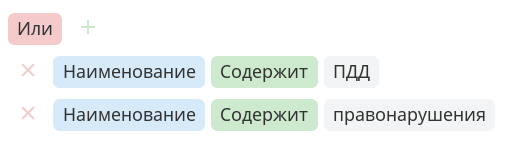 Или
Наименование Содержит ПДД
Наименование Содержит правонарушения